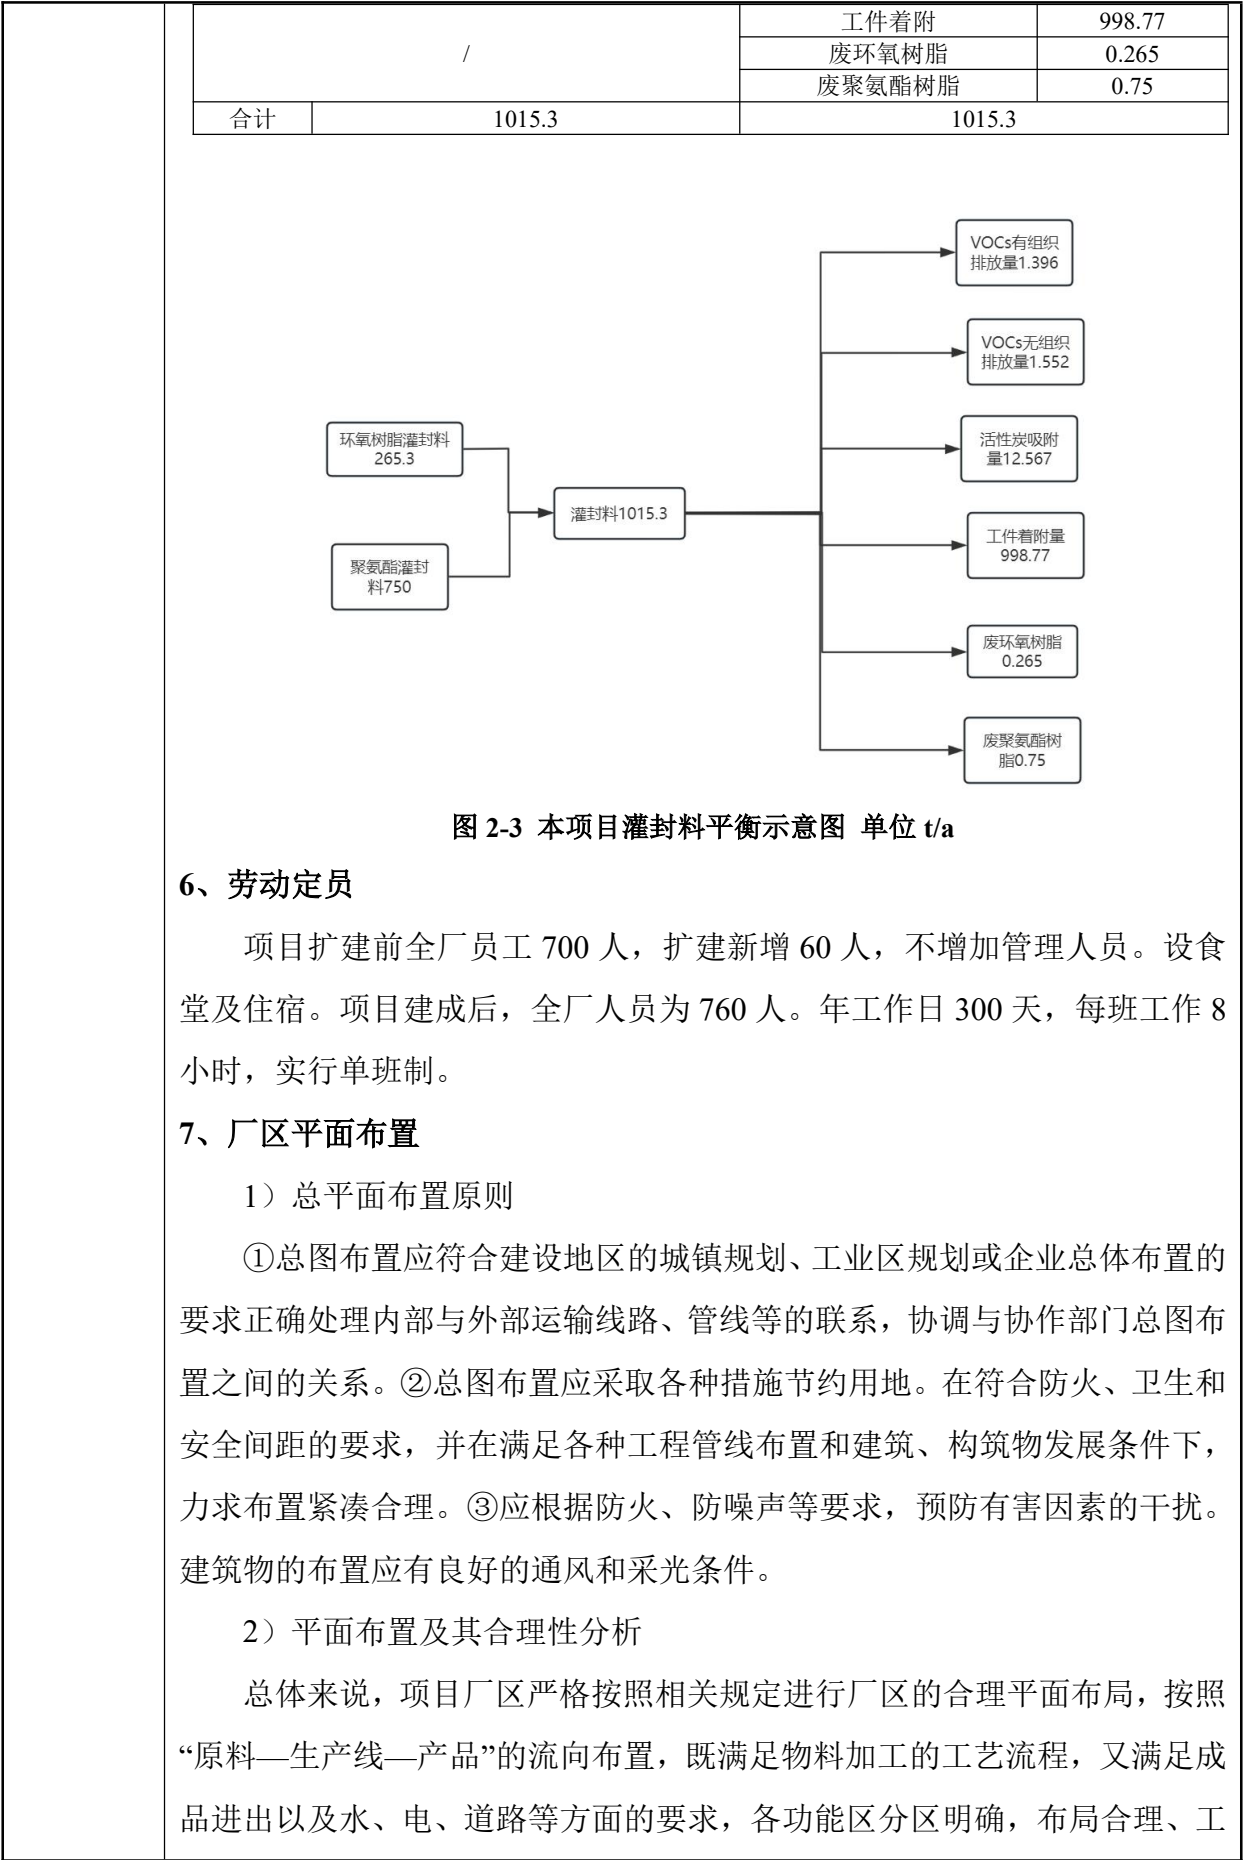 /
工件着附 998.77
废环氧树脂 0.265
废聚氨酯树脂 0.75
合计 1015.3 1015.3
VOCs有组织
排放量1.396
VOCs无组织
排放量1.552
活性炭吸附
量12.567
环氧树脂灌封料
265.3
灌封料1015.3
工件着附量
998.77
聚氨酯灌封
料750
废环氧树脂
0.265
废聚氨酯树
脂0.75
图 2-3 本项目灌封料平衡示意图 单位 t/a
6、劳动定员
项目扩建前全厂员工 700 人，扩建新增 60 人，不增加管理人员。设食
堂及住宿。项目建成后，全厂人员为 760 人。年工作日 300 天，每班工作 8
小时，实行单班制。
7、厂区平面布置
1）总平面布置原则
①总图布置应符合建设地区的城镇规划、工业区规划或企业总体布置的
要求正确处理内部与外部运输线路、管线等的联系，协调与协作部门总图布
置之间的关系。②总图布置应采取各种措施节约用地。在符合防火、卫生和
安全间距的要求，并在满足各种工程管线布置和建筑、构筑物发展条件下，
力求布置紧凑合理。③应根据防火、防噪声等要求，预防有害因素的干扰。
建筑物的布置应有良好的通风和采光条件。
2）平面布置及其合理性分析
总体来说，项目厂区严格按照相关规定进行厂区的合理平面布局，按照
“原料—生产线—产品”的流向布置，既满足物料加工的工艺流程，又满足成
品进出以及水、电、道路等方面的要求，各功能区分区明确，布局合理、工